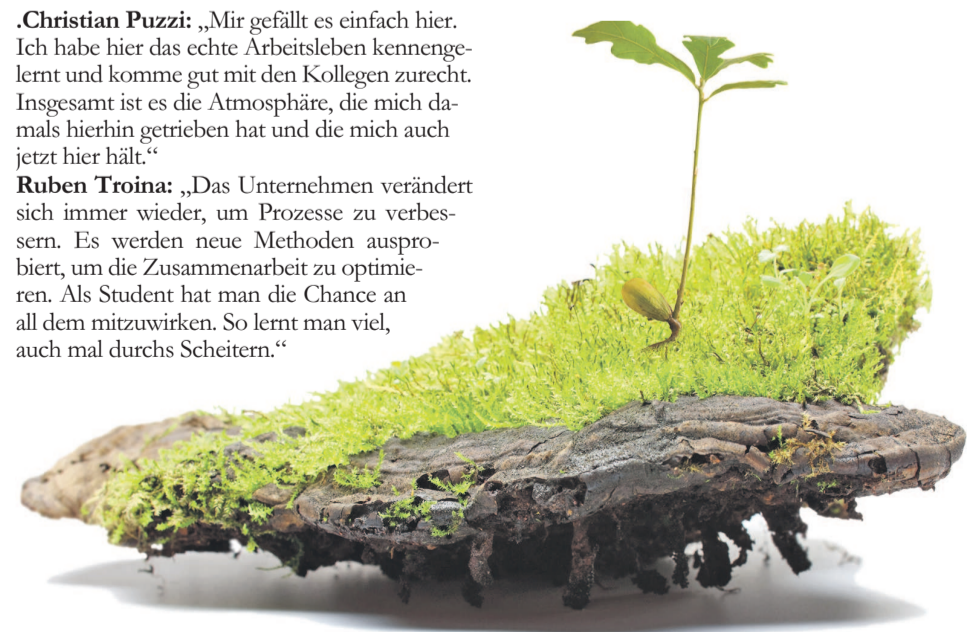 .Christian Puzzi: „Mir gefällt es einfach hier.
Ich habe hier das echte Arbeitsleben kennenge-
lernt und komme gut mit den Kollegen zurecht.
Insgesamt ist es die Atmosphäre, die mich da-
mals hierhin getrieben hat und die mich auch
jetzt hier hält.“
Ruben Troina: „Das Unternehmen verändert
sich immer wieder, um Prozesse zu verbes-
sern. Es werden neue Methoden auspro-
biert, um die Zusammenarbeit zu optimie-
ren. Als Student hat man die Chance an
all dem mitzuwirken. So lernt man viel,
auch mal durchs Scheitern.“